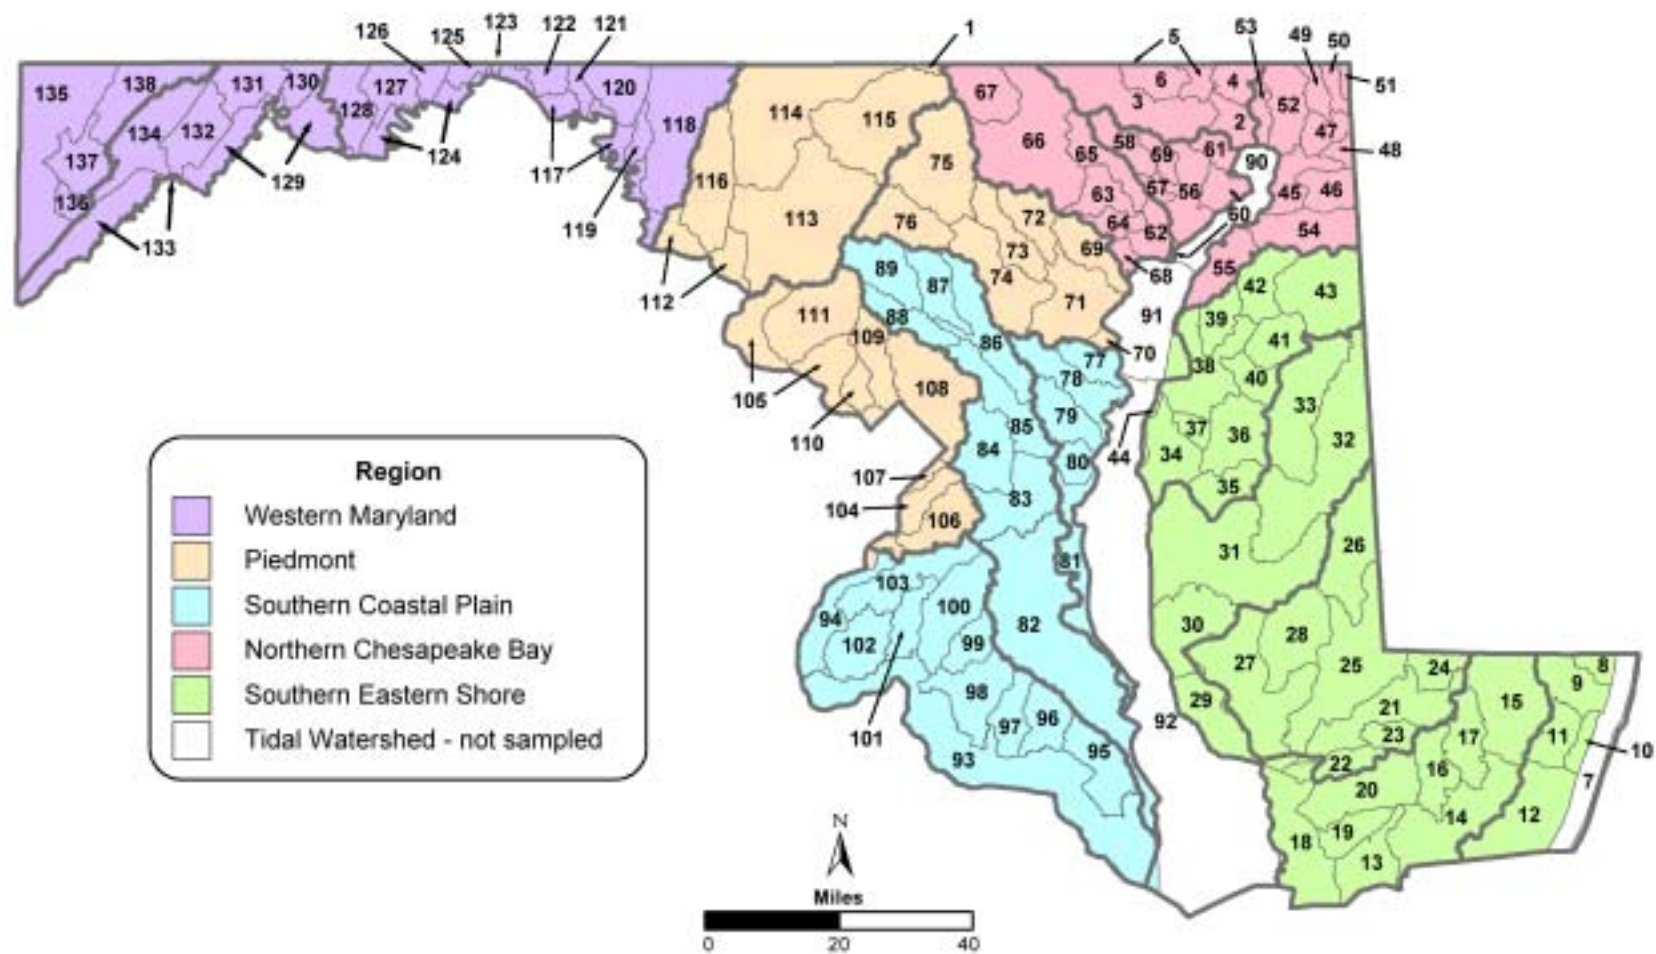 1
123 122 121
126 125
5 53 49 50
135 138 131 130 127 120 118 114 115 67 6 4 52 51
128 3 2 47
134 132 124 58 61 48
137 129 117 116 75 66 65 59 90
136 119 113 76 63 57 56 45 46
133 72 64 62 60 54
112 73 69 68 55
89 87 74 71 42 43
111 88 91 39
109 86 70 41
105 77 38 40
108 78 33
110 85 79 37 36 32
84 44 34
107 80 35
104 83
106 31 26
81
103
94 100 82 30 28
102 99 27 25 24 8
98 29 21 9 15
101 97 96 92 23 17 11 10
93 95 22 16 7
20 14 12
18 19
13
Region
Western Maryland
Piedmont
Southern Coastal Plain
Northern Chesapeake Bay
Southern Eastern Shore
Tidal Watershed - not sampled
N
Miles
0 20 40